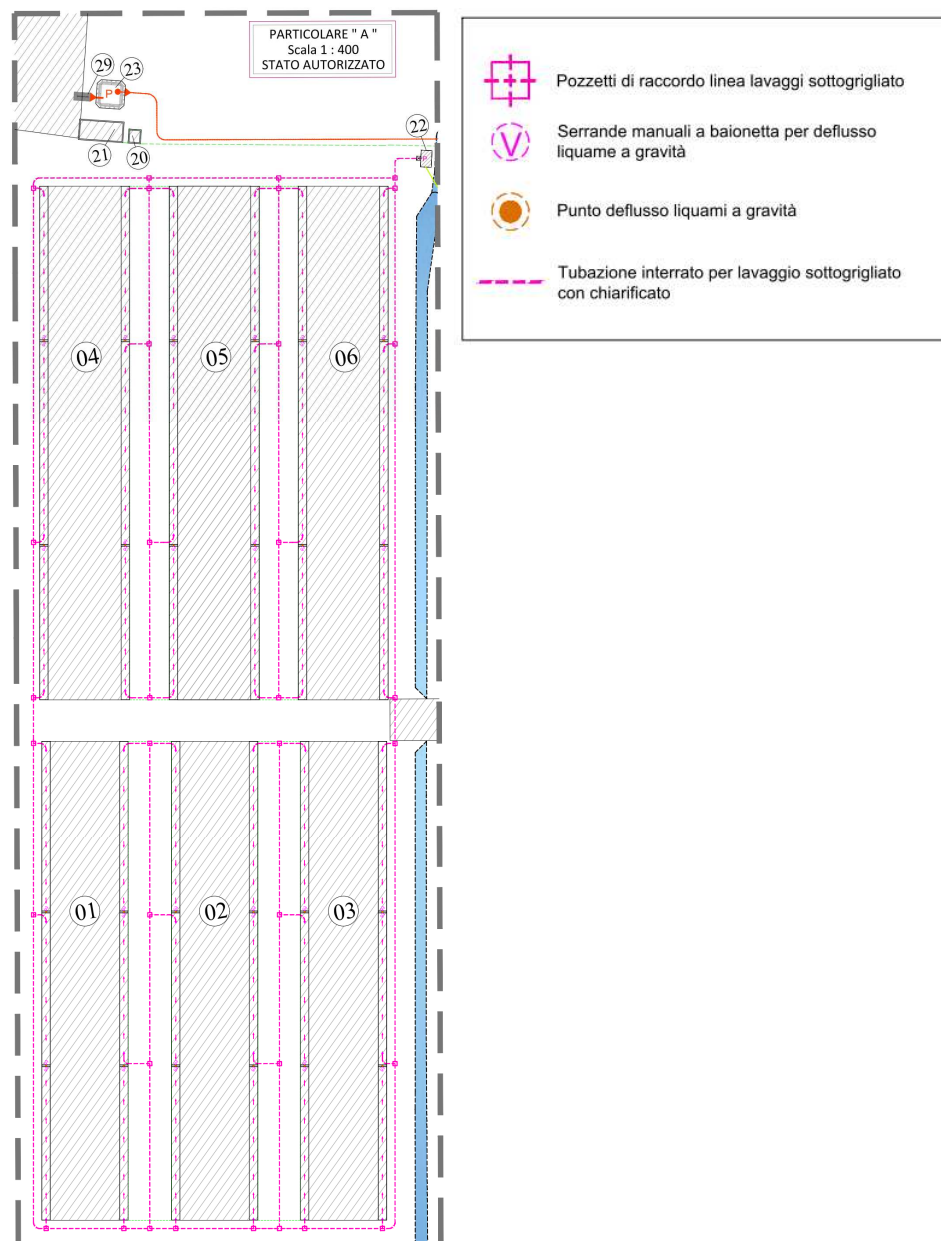 PARTICOLARE " A "
Scala 1 : 400
STATO AUTORIZZATO
29
23
P
21
20
22
P
04
05
06
01
02
03
Pozzetti di raccordo linea lavaggi sottogrigliato
V
Serrande manuali a baionetta per deflusso
liquame a gravità
Punto deflusso liquami a gravità
Tubazione interrato per lavaggio sottogrigliato
con chiarificato